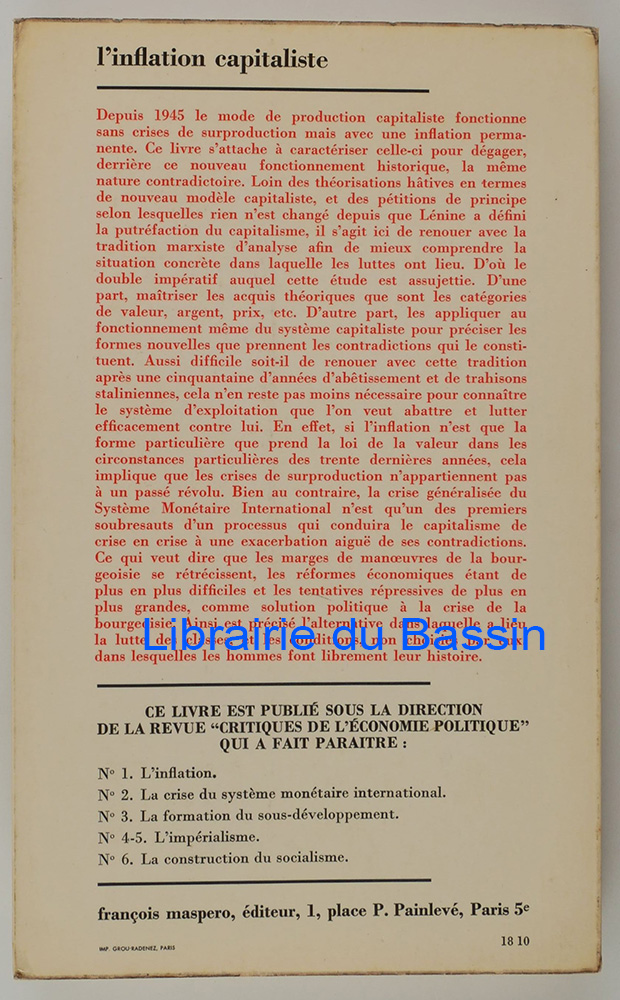 l'inflation capitaliste
Depuis 1945 le mode de production capitaliste fonctionne
sans crises de surproduction mais avec une inflation perma-
nente. Ce livre s'attache à caractériser celle-ci pour dégager,
derrière ce nouveau fonctionnement historique, la même
nature contradictoire. Loin des théorisations hâtives en termes
de nouveau modèle capitaliste, et des pétitions de principe
selon lesquelles rien n'est changé depuis que Lénine a défini
la putréfaction du capitalisme, il s'agit ici de renouer avec la
tradition marxiste d'analyse afin de mieux comprendre la
situation concrète dans laquelle les luttes ont lieu. D'où le
double impératif auquel cette étude est assujettie. D'une
part, maîtriser les acquis théoriques que sont les catégories
de valeur, argent, prix, etc. D'autre part, les appliquer au
fonctionnement même du système capitaliste pour préciser les
formes nouvelles que prennent les contradictions qui le consti-
tuent. Aussi difficile soit-il de renouer avec cette tradition
après une cinquantaine d'années d'abêtissement et de trahisons
staliniennes, cela n'en reste pas moins nécessaire pour connaître
le système d'exploitation que l'on veut abattre et lutter
efficacement contre lui. En effet, si l'inflation n'est que la
forme particulière que prend la loi de la valeur dans les
circonstances particulières des trente dernières années, cela
implique que les crises de surproduction n'appartiennent pas
à un passé révolu. Bien au contraire, la crise généralisée du
Système Monétaire International n'est qu'un des premiers
soubresauts d'un processus qui conduira le capitalisme de
crise en crise à une exacerbation aiguë de ses contradictions.
Ce qui veut dire que les marges de manœuvres de la bour-
geoisie se rétrécissent, les réformes économiques étant de
plus en plus difficiles et les tentatives répressives de plus en
plus grandes, comme solution politique à la crise de la
bourgeoisie. Ainsi est précisé l'alternative dans laquelle a lieu
la lutte des classes et les conditions, non choisies par eux,
dans lesquelles les hommes font librement leur histoire.
Librairie du Bassin
CE LIVRE EST PUBLIÉ SOUS LA DIRECTION
DE LA REVUE "CRITIQUES DE L'ÉCONOMIE POLITIQUE"
QUI A FAIT PARAITRE :
Nº 1. L'inflation.
Nº 2. La crise du système monétaire international.
Nº 3. La formation du sous-développement.
Nº 4-5. L'impérialisme.
Nº 6. La construction du socialisme.
françois maspero, éditeur, 1, place P. Painlevé, Paris 5e
IMP. GROU-RADENEZ, PARIS
18 10